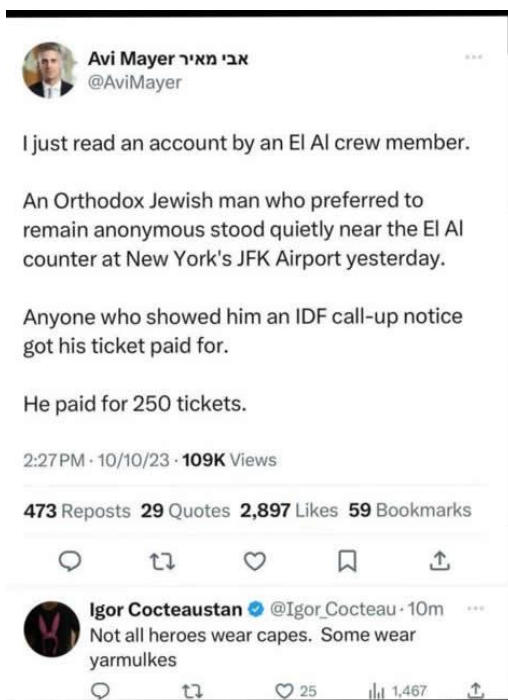 Avi Mayer אבי מאיר
@AviMayer
I just read an account by an El Al crew member.
An Orthodox Jewish man who preferred to
remain anonymous stood quietly near the El Al
counter at New York's JFK Airport yesterday.
Anyone who showed him an IDF call-up notice
got his ticket paid for.
He paid for 250 tickets.
2:27 PM · 10/10/23 · 109K Views
473 Reposts 29 Quotes 2,897 Likes 59 Bookmarks
Igor Cocteaustan @Igor_Cocteau · 10m
Not all heroes wear capes. Some wear
yarmulkes
25 1,467